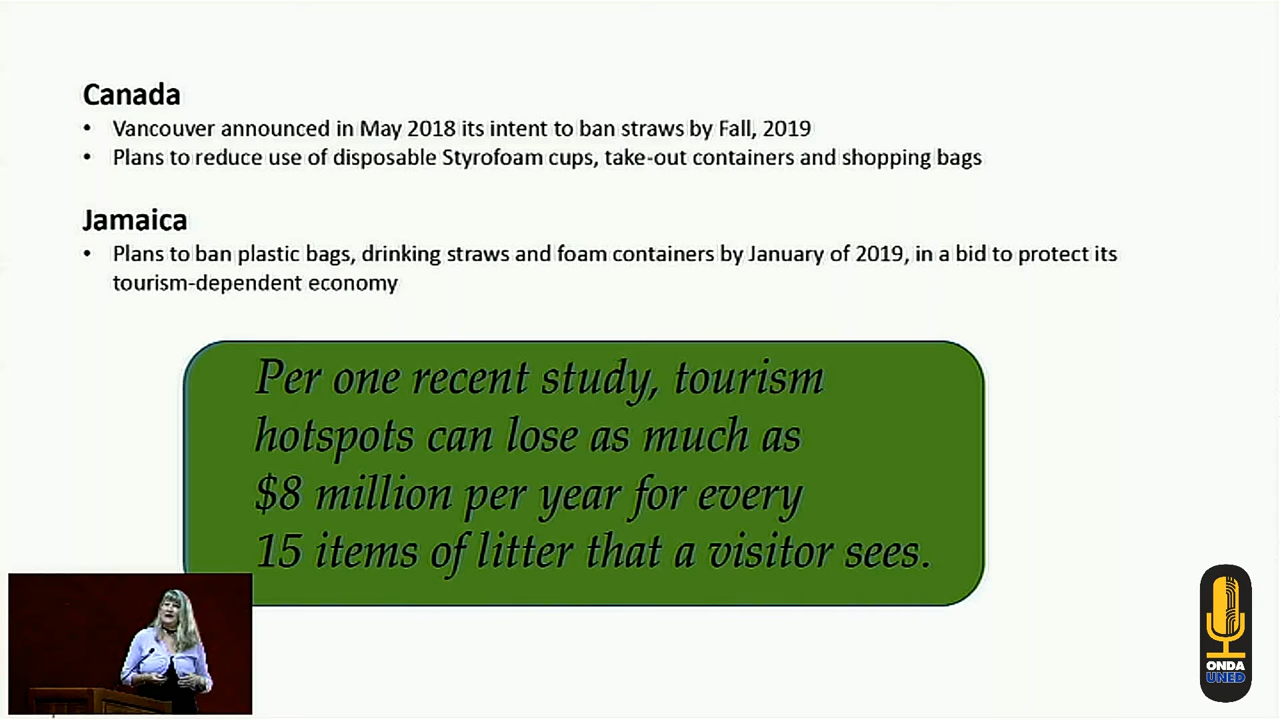 Canada
• Vancouver announced in May 2018 its intent to ban straws by Fall, 2019
• Plans to reduce use of disposable Styrofoam cups, take-out containers and shopping bags
Jamaica
• Plans to ban plastic bags, drinking straws and foam containers by January of 2019, in a bid to protect its
tourism-dependent economy
Per one recent study, tourism
hotspots can lose as much as
$8 million per year for every
15 items of litter that a visitor sees.
ONDA
UNED